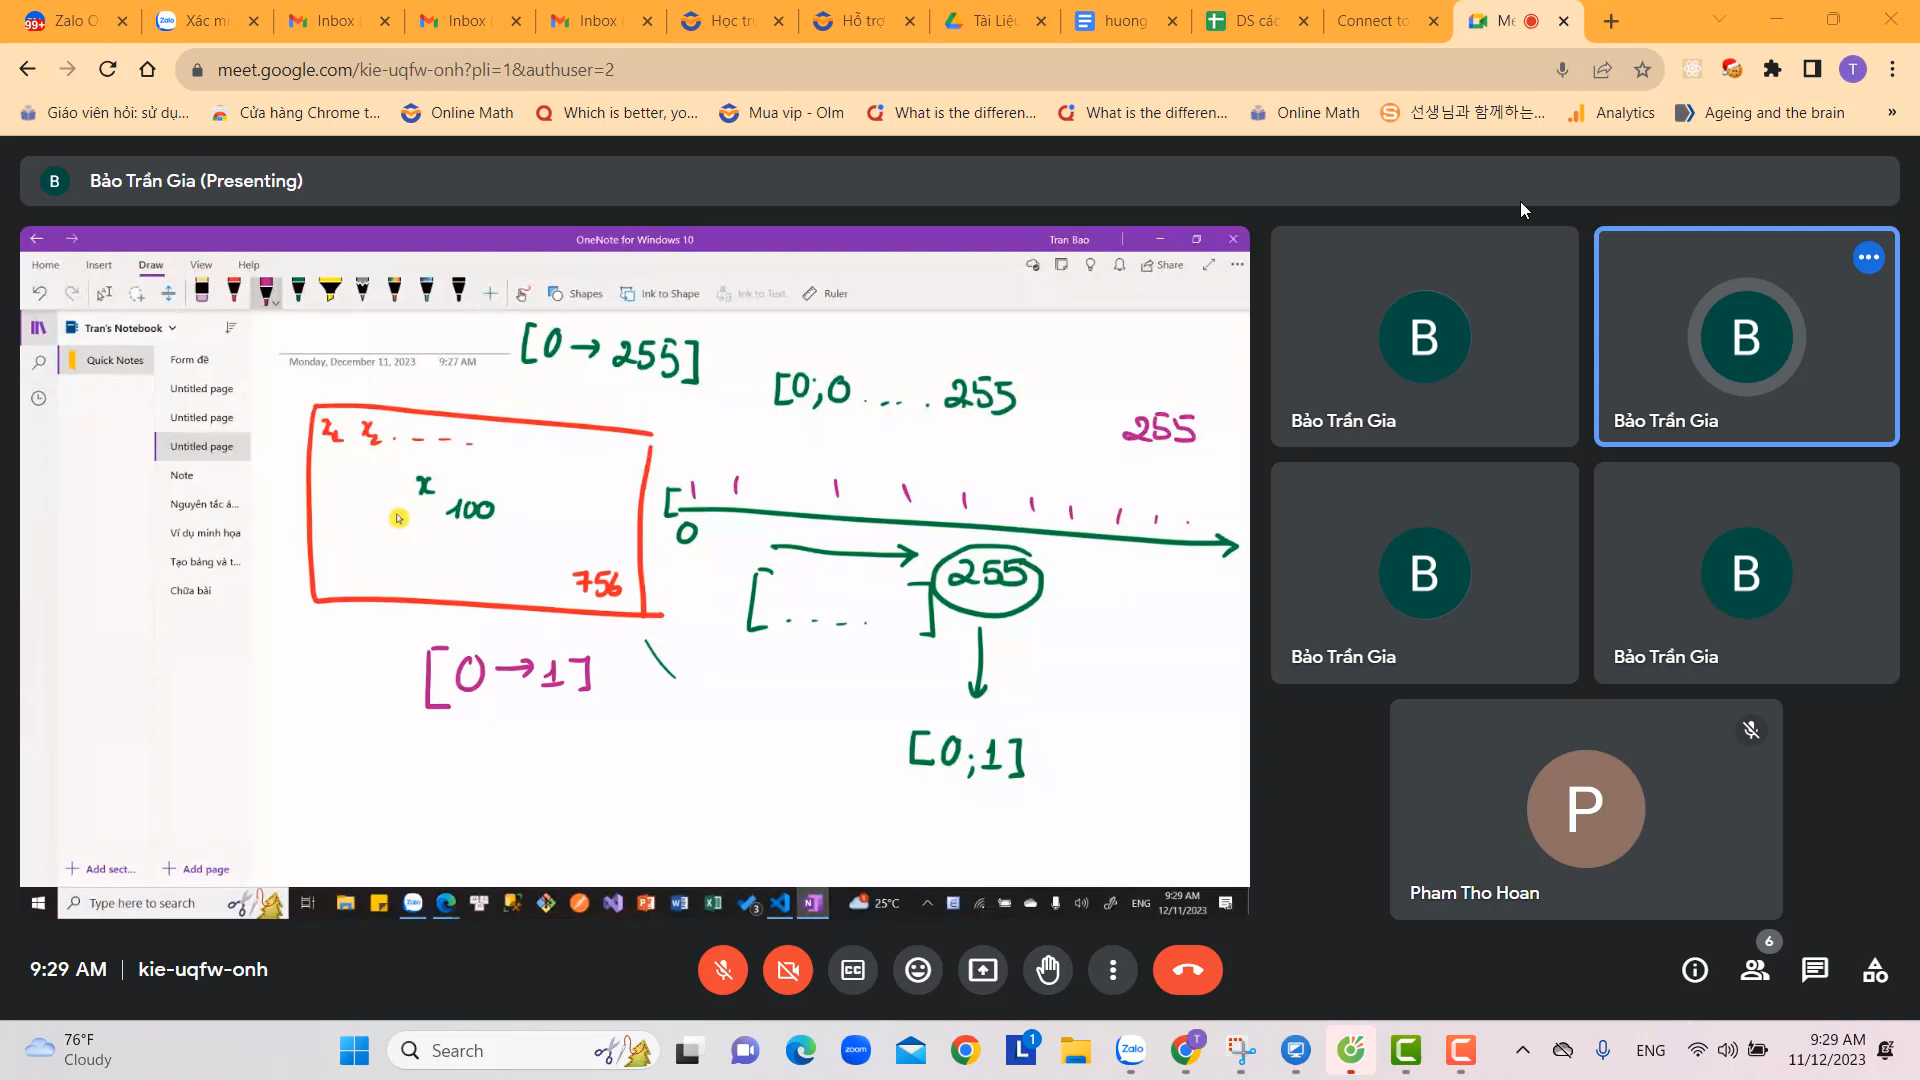 Zalo O
Xác mi
Inbox (
Inbox (
Inbox (
Học trụ
Hỗ trợ
Tài Liệu
huong
DS các
Connect to
Me
meet.google.com/kie-uqfw-onh?pli=1&authuser=2
T
Giáo viên hỏi: sử dụ...
Cửa hàng Chrome t...
Online Math
Which is better, yo...
Mua vip - Olm
What is the differen...
What is the differen...
Online Math
선생님과 함께하는...
Analytics
Ageing and the brain
»
B
Bảo Trần Gia (Presenting)
OneNote for Windows 10
Tran Bao
Home
Insert
Draw
View
Help
Share
Shapes
Ink to Shape
Ink to Text
Ruler
Tran's Notebook
Quick Notes
Form đề
Untitled page
Untitled page
Untitled page
Note
Nguyên tắc á...
Ví dụ minh họa
Tạo bảng và t...
Chữa bài
Add sect...
Add page
Monday, December 11, 2023
9:27 AM
[0 → 255]
[0;0 .... 255
255
x₁ x₂ . - - -
x
100
756
[
0
[.....]
255
[0 → 1]
[0;1]
Type here to search
25°C
ENG
9:29 AM
12/11/2023
B
Bảo Trần Gia
B
Bảo Trần Gia
B
Bảo Trần Gia
B
Bảo Trần Gia
P
Pham Tho Hoan
9:29 AM
kie-uqfw-onh
6
76°F
Cloudy
Search
zoom
L
1
Zalo
T
ENG
9:29 AM
11/12/2023